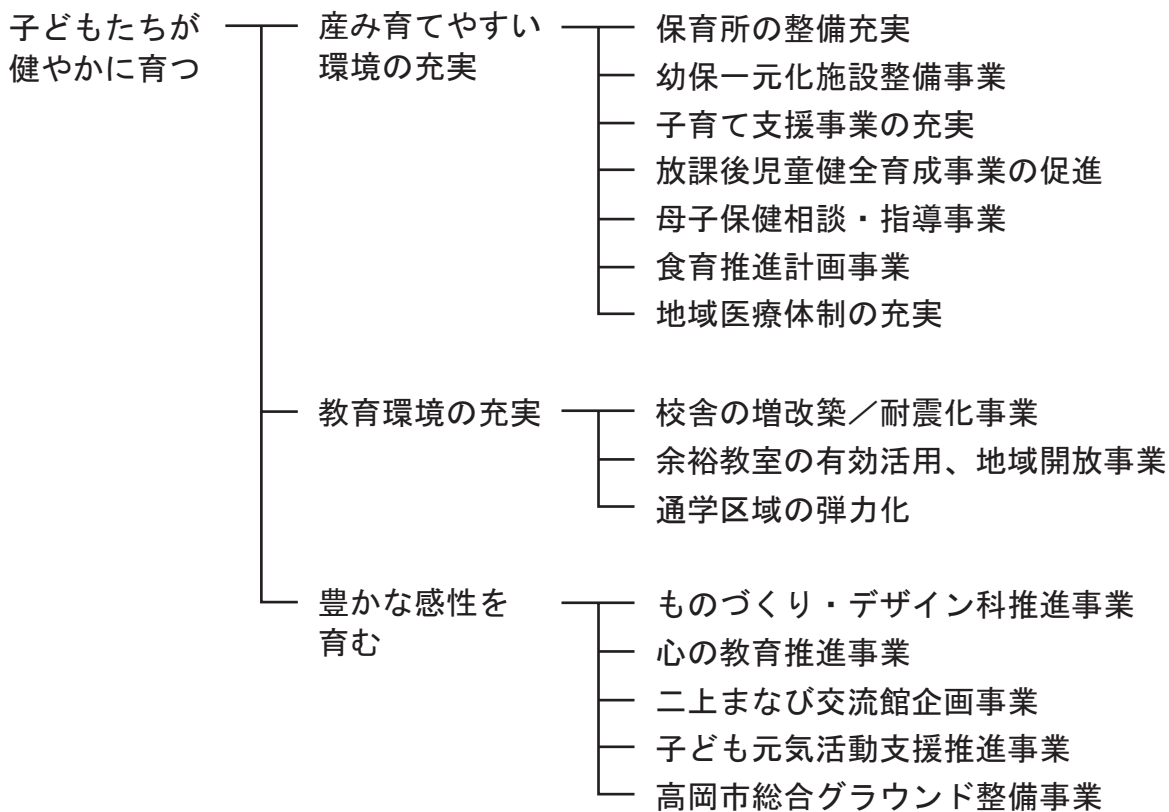 子どもたちが
健やかに育つ
産み育てやすい
環境の充実
保育所の整備充実
幼保一元化施設整備事業
子育て支援事業の充実
放課後児童健全育成事業の促進
母子保健相談・指導事業
食育推進計画事業
地域医療体制の充実
教育環境の充実
校舎の増改築／耐震化事業
余裕教室の有効活用、地域開放事業
通学区域の弾力化
豊かな感性を
育む
ものづくり・デザイン科推進事業
心の教育推進事業
二上まなび交流館企画事業
子ども元気活動支援推進事業
高岡市総合グラウンド整備事業